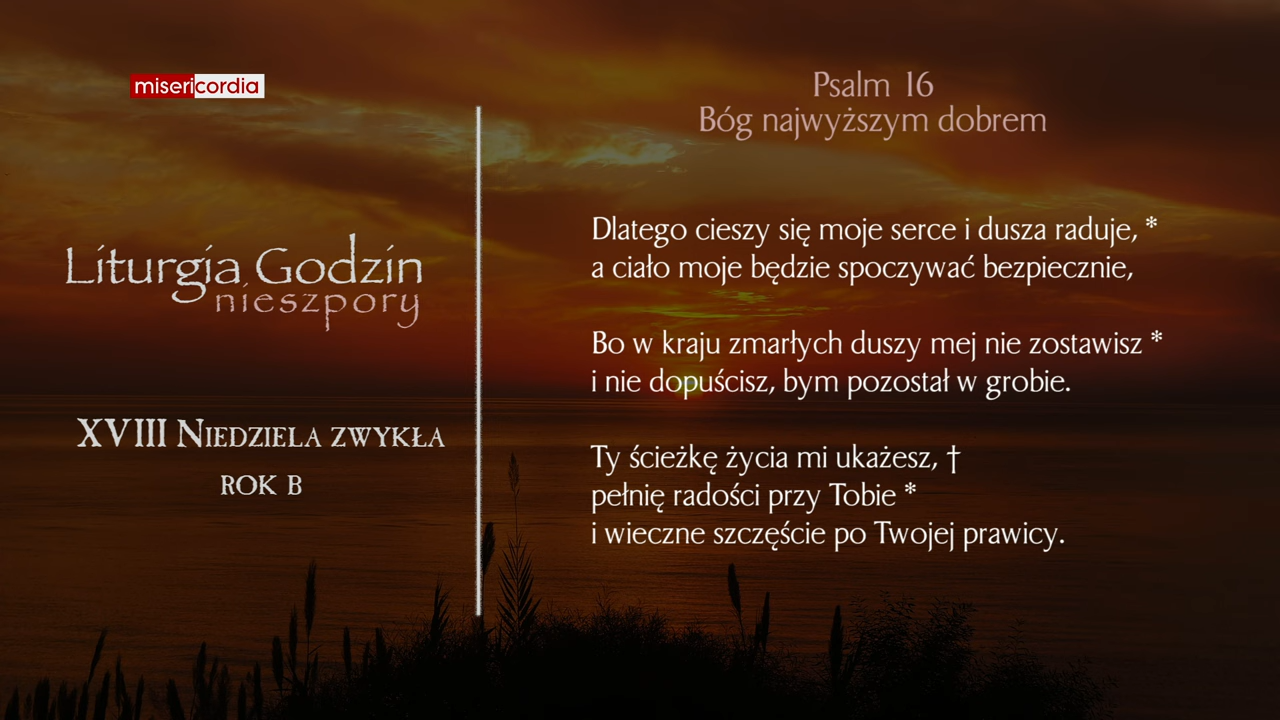 misericordia
Liturgia Godzin
nieszpory
XVIII Niedziela zwykła
rok B
Psalm 16
Bóg najwyższym dobrem
Dlatego cieszy się moje serce i dusza raduje, *
a ciało moje będzie spoczywać bezpiecznie,
Bo w kraju zmarłych duszy mej nie zostawisz *
i nie dopuścisz, bym pozostał w grobie.
Ty ścieżkę życia mi ukażesz, †
pełnię radości przy Tobie *
i wieczne szczęście po Twojej prawicy.